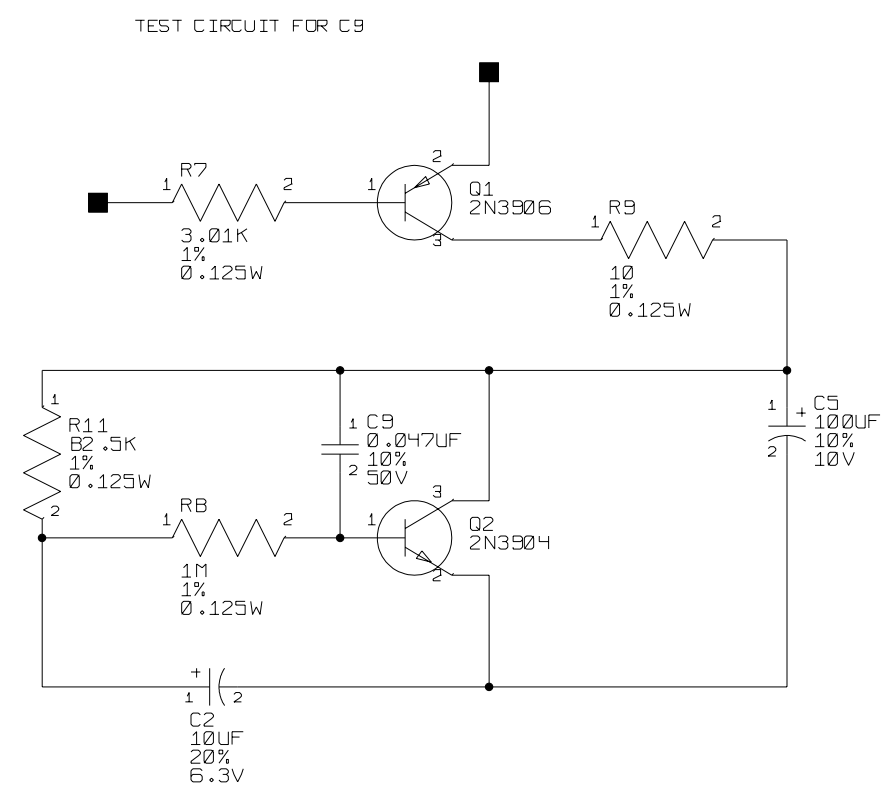 TEST CIRCUIT FOR C9
R7
1 2
3.01K
1%
0.125W
1
2
3
Q1
2N3906
R9
1 2
10
1%
0.125W
1
R11
B2.5K
1%
0.125W
2
1 C9
0.047UF
10%
2 50V
1 + C5
100UF
10%
2 10V
R8
1 2
1M
1%
0.125W
1
3
2
Q2
2N3904
+
1 2
C2
10UF
20%
6.3V